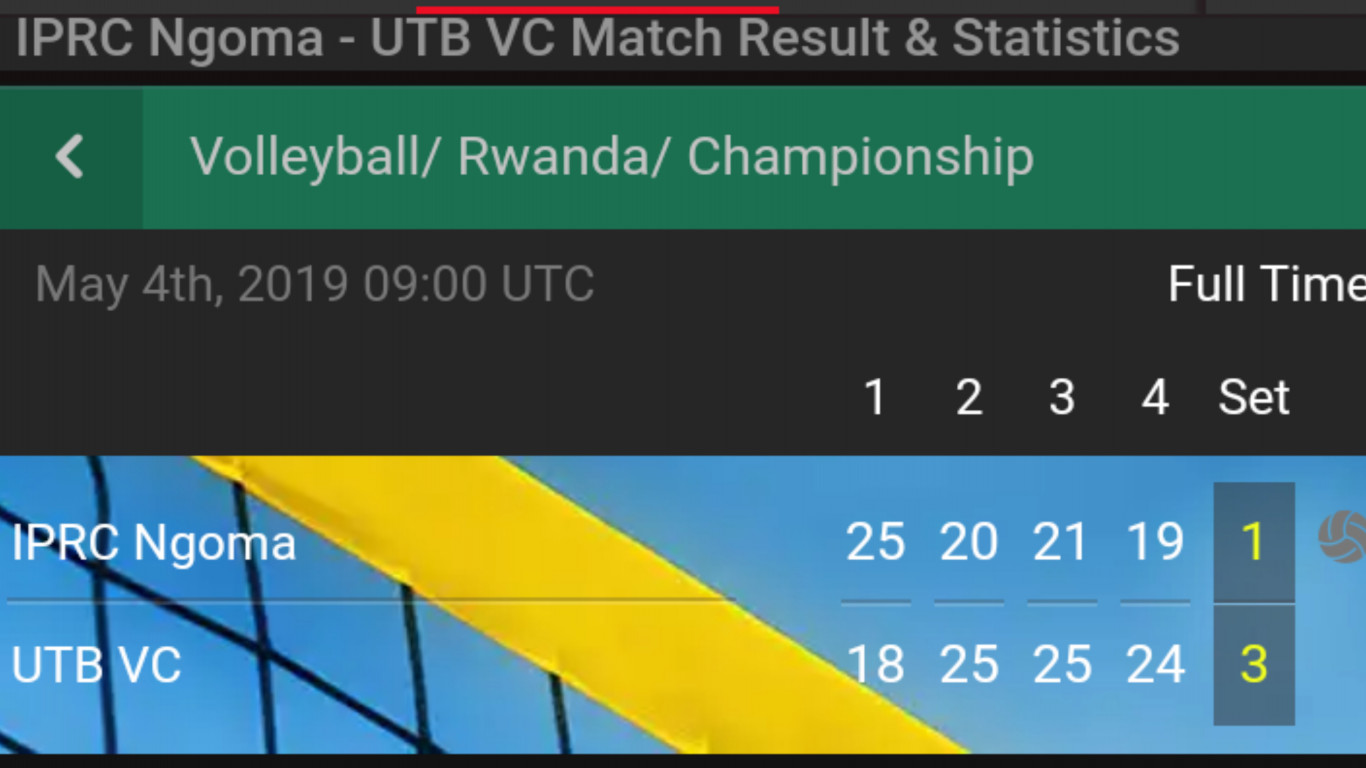 IPRC Ngoma - UTB VC Match Result & Statistics
Volleyball/ Rwanda/ Championship
May 4th, 2019 09:00 UTC Full Time
1 2 3 4 Set
IPRC Ngoma 25 20 21 19 1
UTB VC 18 25 25 24 3